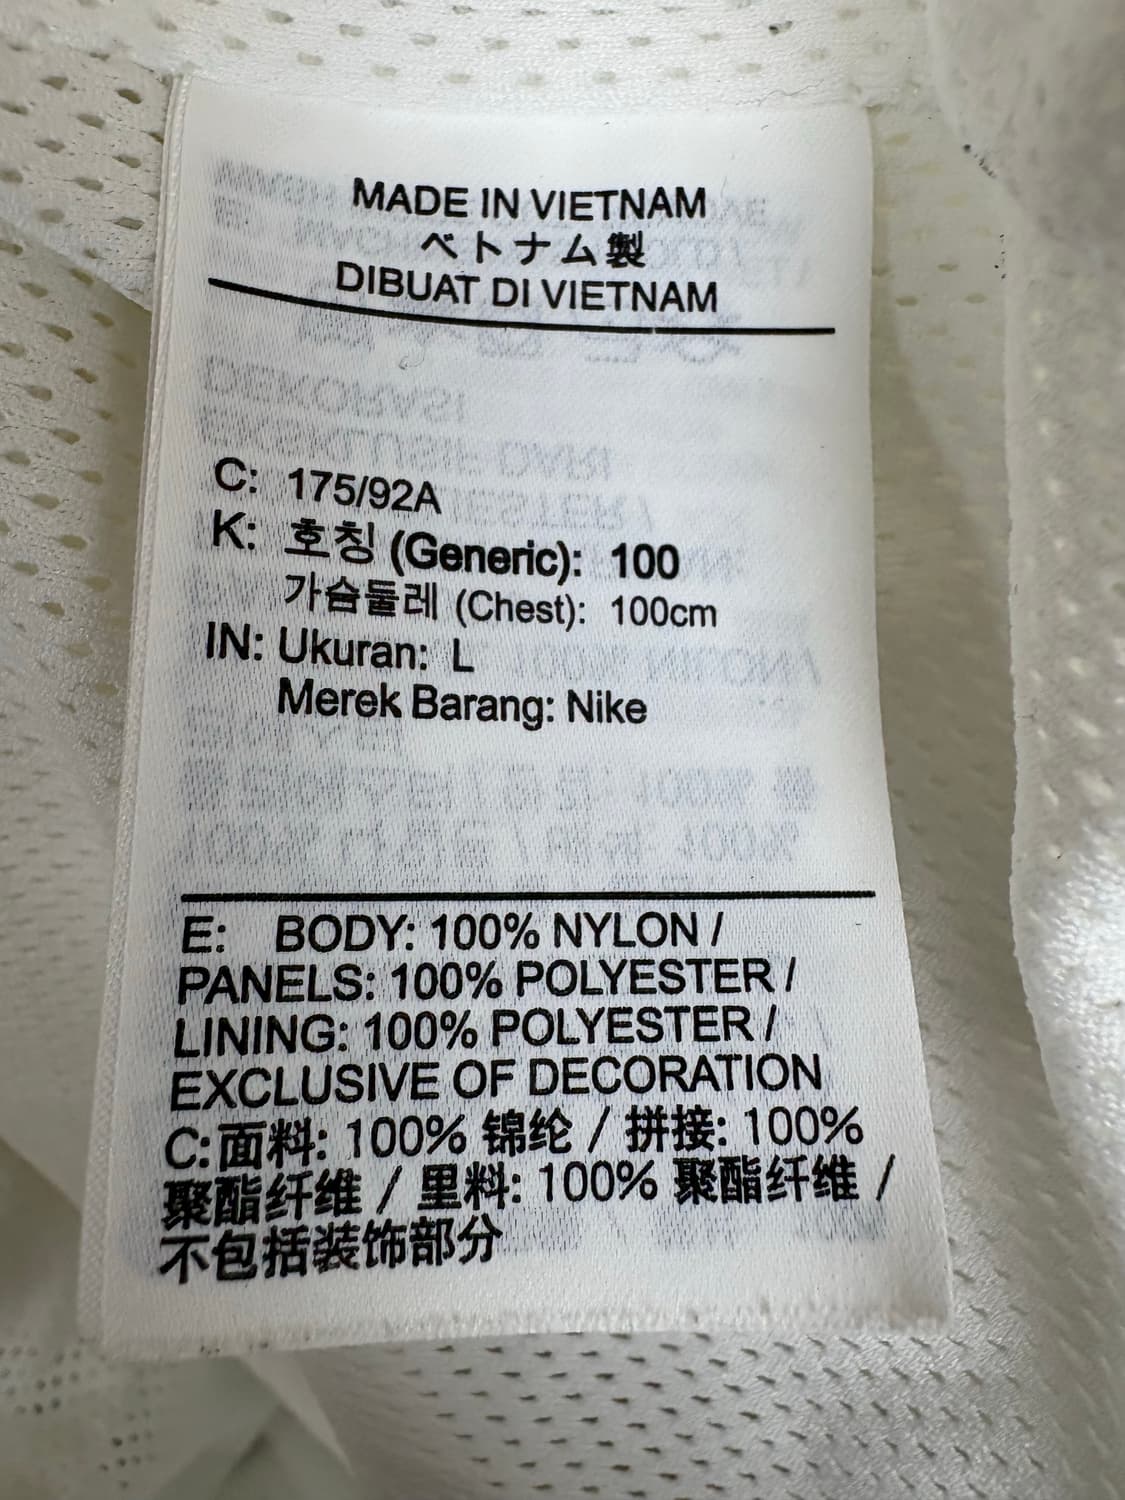 MADE IN VIETNAM
ベトナム製
DIBUAT DI VIETNAM
C: 175/92A
K: 호칭 (Generic): 100
가슴둘레 (Chest): 100cm
IN: Ukuran: L
Merek Barang: Nike
E: BODY: 100% NYLON /
PANELS: 100% POLYESTER /
LINING: 100% POLYESTER /
EXCLUSIVE OF DECORATION
C:面料: 100% 锦纶 / 拼接: 100%
聚酯纤维 / 里料: 100% 聚酯纤维 /
不包括装饰部分